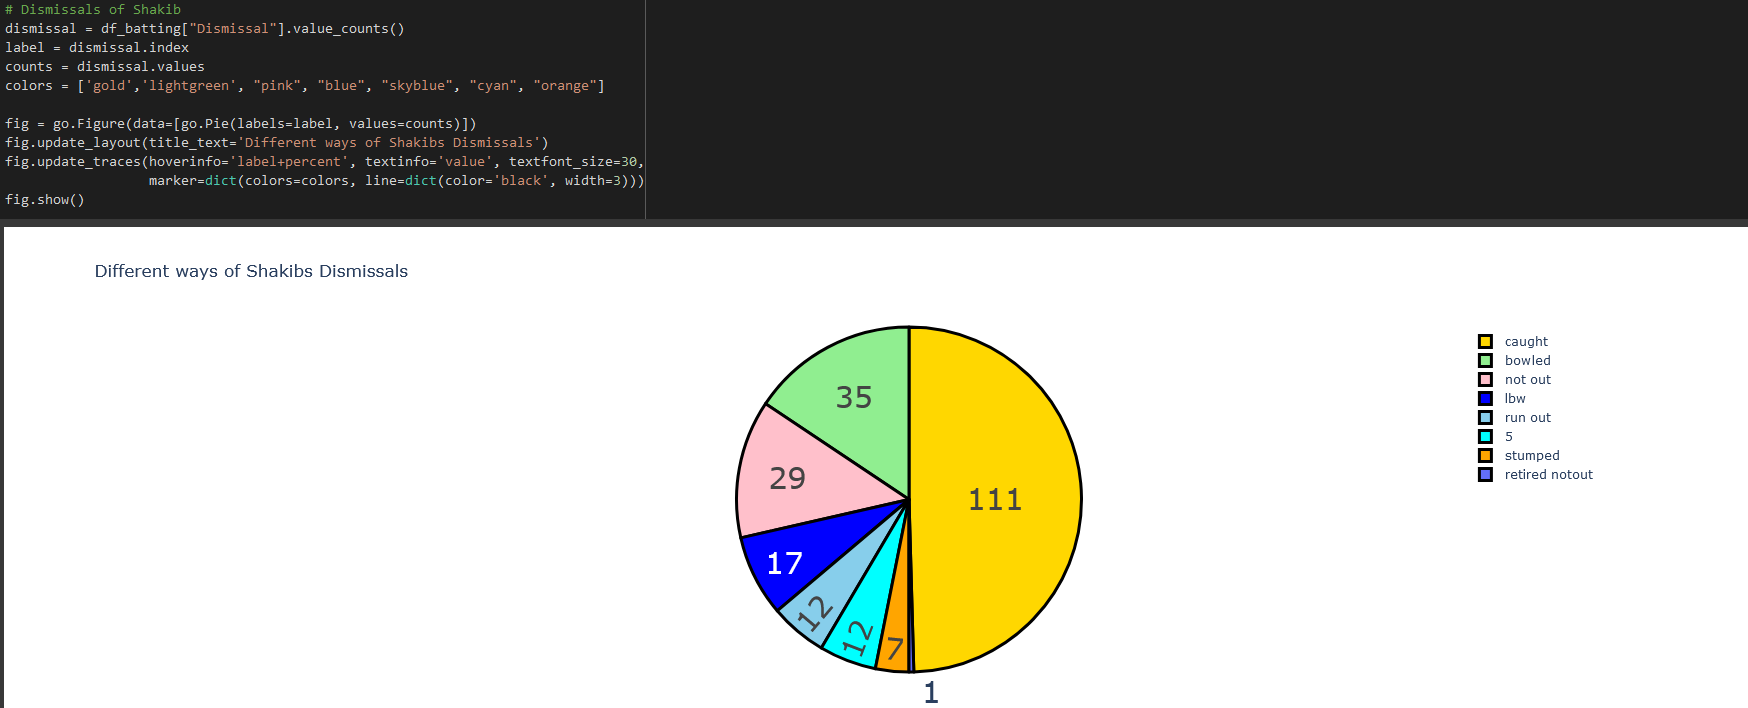 # Dismissals of Shakib
dismissal = df_batting["Dismissal"].value_counts()
label = dismissal.index
counts = dismissal.values
colors = ['gold','lightgreen', "pink", "blue", "skyblue", "cyan", "orange"]
fig = go.Figure(data=[go.Pie(labels=label, values=counts)])
fig.update_layout(title_text='Different ways of Shakibs Dismissals')
fig.update_traces(hoverinfo='label+percent', textinfo='value', textfont_size=30,
marker=dict(colors=colors, line=dict(color='black', width=3)))
fig.show()
Different ways of Shakibs Dismissals
35
29
111
17
12
12
7
1
caught
bowled
not out
lbw
run out
5
stumped
retired notout